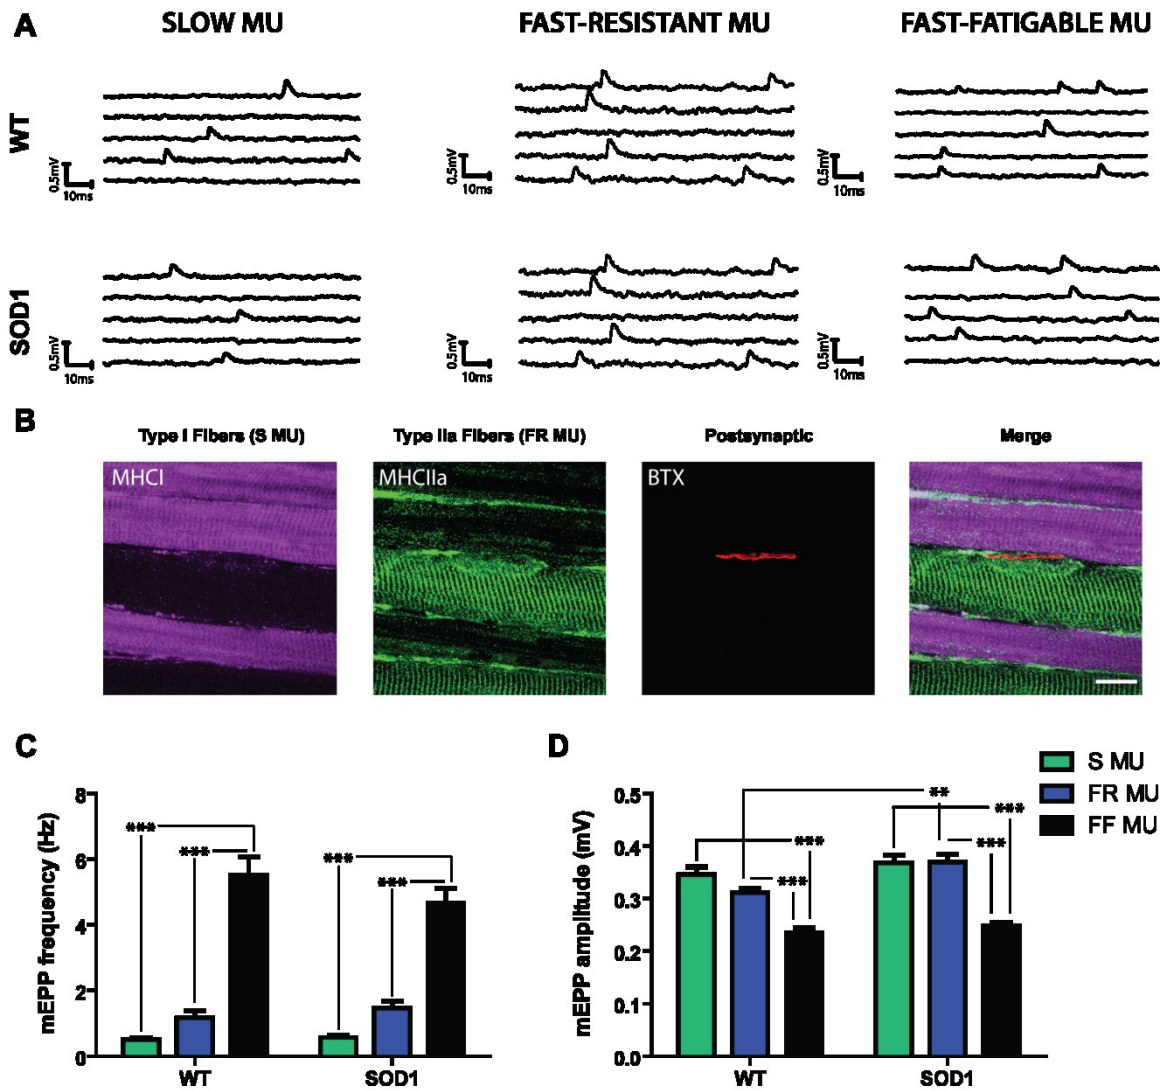 A
SLOW MU
FAST-RESISTANT MU
FAST-FATIGABLE MU
WT
0.5mV
10ms
0.5mV
10ms
0.5mV
10ms
SOD1
0.5mV
10ms
0.5mV
10ms
0.5mV
10ms
B
Type I Fibers (S MU)
Type IIa Fibers (FR MU)
Postsynaptic
Merge
MHCI
MHCIIa
BTX
C
mEPP frequency (Hz)
8
6
4
2
0
***
***
***
***
WT
SOD1
D
S MU
FR MU
FF MU
mEPP amplitude (mV)
0.5
0.4
0.3
0.2
0.1
0.0
**
***
***
***
***
WT
SOD1